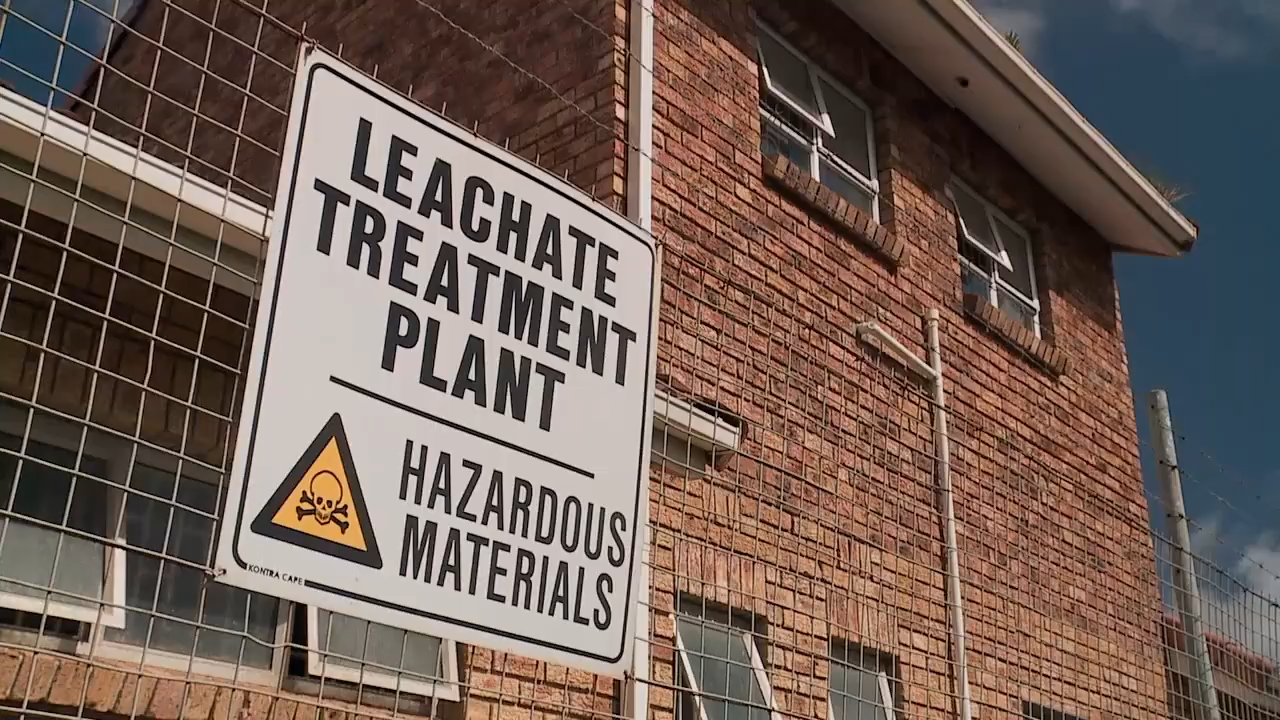 LEACHATE
TREATMENT
PLANT
HAZARDOUS
MATERIALS
KONTRA CAPE